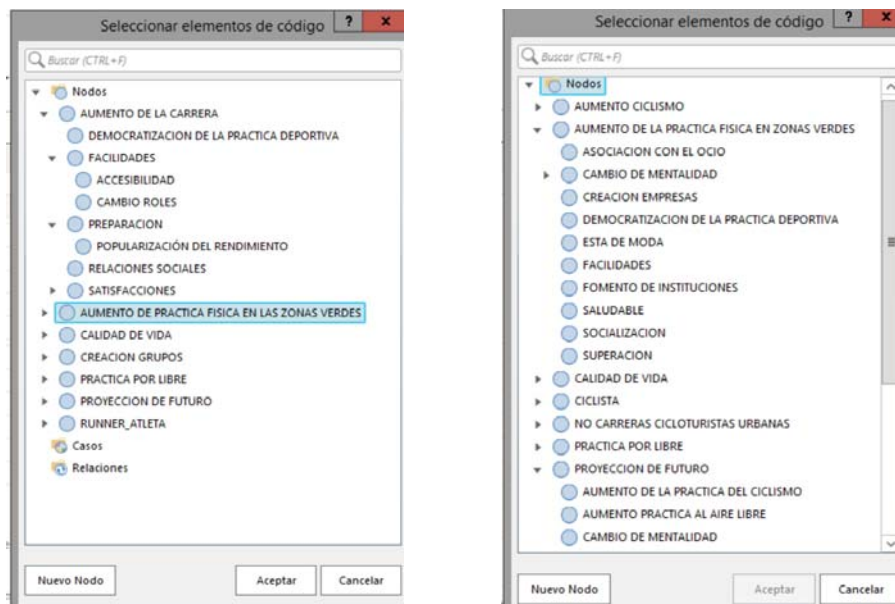 Seleccionar elementos de código
?
x
Buscar (CTRL+F)
Nodos
AUMENTO DE LA CARRERA
DEMOCRATIZACION DE LA PRACTICA DEPORTIVA
FACILIDADES
ACCESIBILIDAD
CAMBIO ROLES
PREPARACION
POPULARIZACIÓN DEL RENDIMIENTO
RELACIONES SOCIALES
SATISFACCIONES
AUMENTO DE PRACTICA FISICA EN LAS ZONAS VERDES
CALIDAD DE VIDA
CREACION GRUPOS
PRACTICA POR LIBRE
PROYECCION DE FUTURO
RUNNER_ATLETA
Casos
Relaciones
Nuevo Nodo
Aceptar
Cancelar
Seleccionar elementos de código
?
x
Buscar (CTRL+F)
Nodos
AUMENTO CICLISMO
AUMENTO DE LA PRACTICA FISICA EN ZONAS VERDES
ASOCIACION CON EL OCIO
CAMBIO DE MENTALIDAD
CREACION EMPRESAS
DEMOCRATIZACION DE LA PRACTICA DEPORTIVA
ESTA DE MODA
FACILIDADES
FOMENTO DE INSTITUCIONES
SALUDABLE
SOCIALIZACION
SUPERACION
CALIDAD DE VIDA
CICLISTA
NO CARRERAS CICLOTURISTAS URBANAS
PRACTICA POR LIBRE
PROYECCION DE FUTURO
AUMENTO DE LA PRACTICA DEL CICLISMO
AUMENTO PRACTICA AL AIRE LIBRE
CAMBIO DE MENTALIDAD
Nuevo Nodo
Aceptar
Cancelar